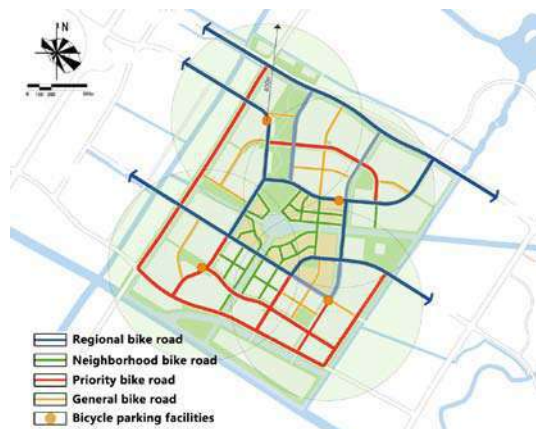 N
Regional bike road
Neighborhood bike road
Priority bike road
General bike road
Bicycle parking facilities